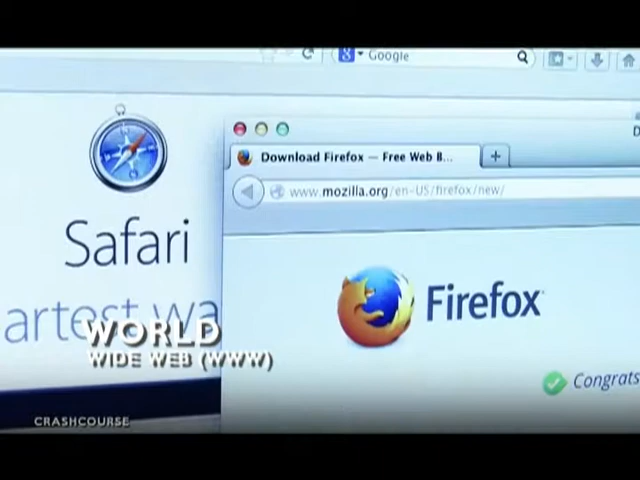 Google
Download Firefox — Free Web B...
www.mozilla.org/en-US/firefox/new/
Safari
Firefox
artest wa
WORLD
WIDE WEB (WWW)
Congrats
CRASHCOURSE